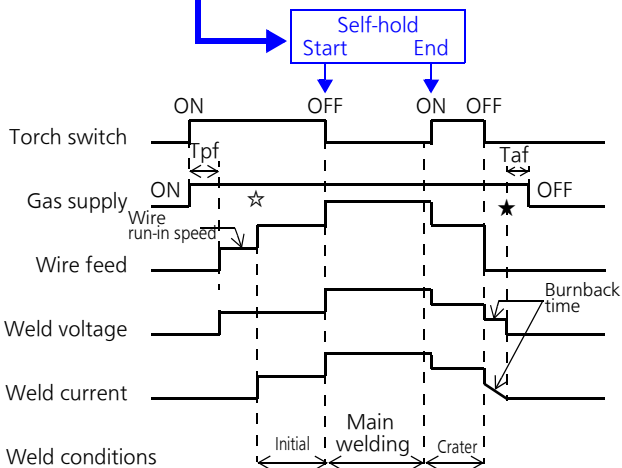 Self-hold
Start End
ON OFF ON OFF
Torch switch
Tpf Taf
ON OFF
Gas supply ☆ ★
Wire
run-in speed
Wire feed
Burnback
time
Weld voltage
Weld current
Main
Initial welding Crater
Weld conditions